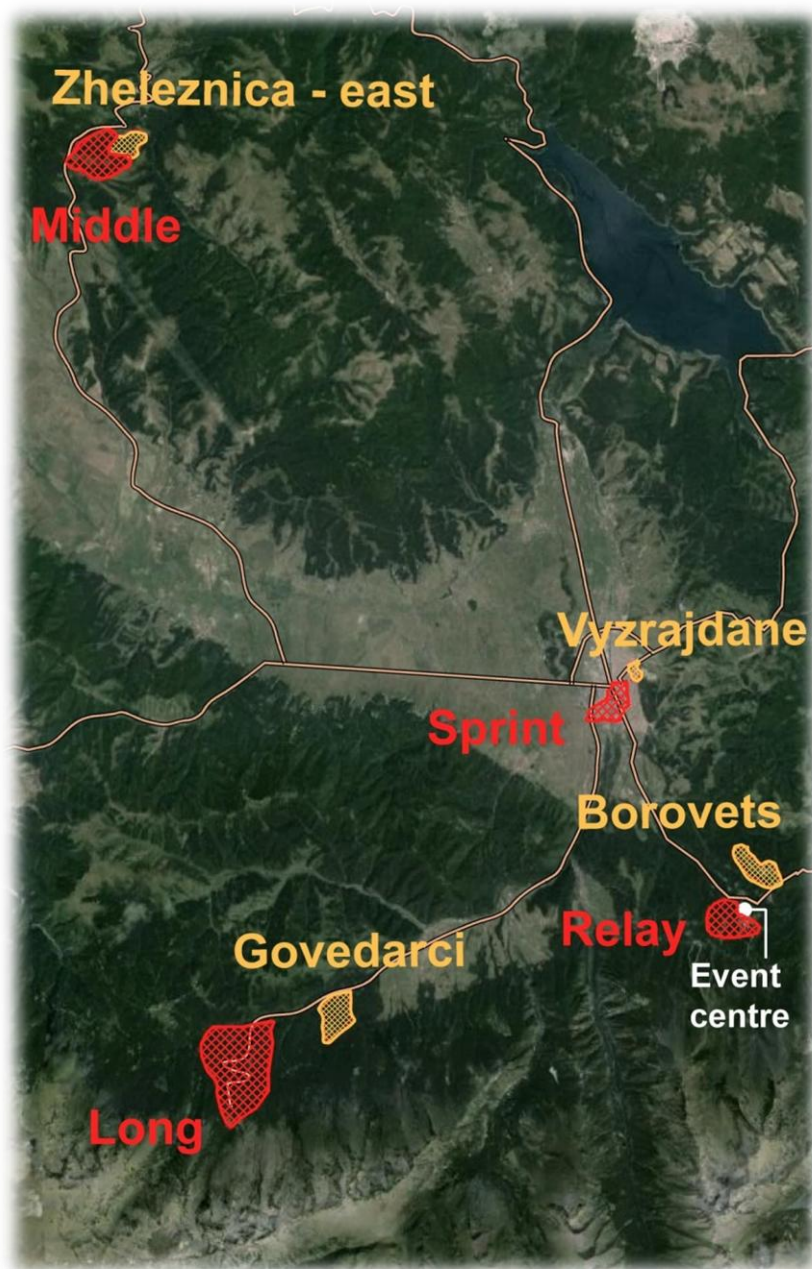 Zheleznica - east
Middle
Vyzrajdane
Sprint
Borovets
Relay
Govedarci
Event
centre
Long